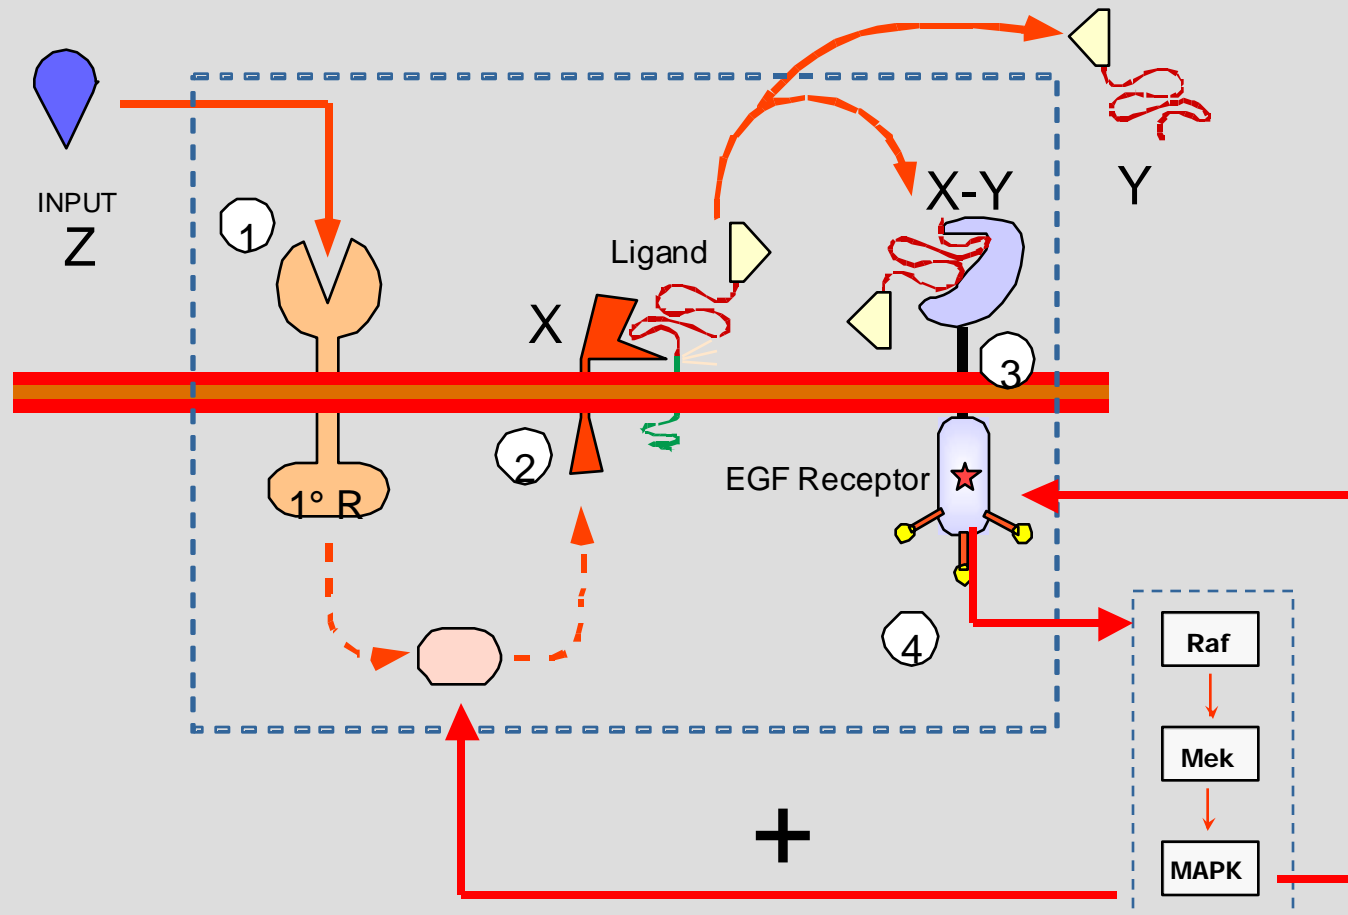 Y
X-Y
INPUT
Z
1
Ligand
X
3
2
EGF Receptor
1° R
4
Raf
Mek
+
MAPK